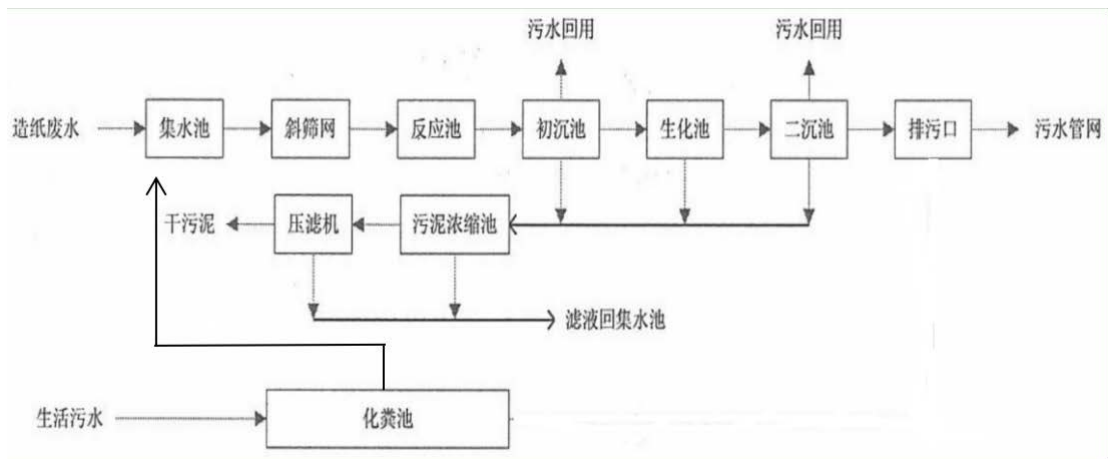 污水回用
污水回用
造纸废水
集水池
斜筛网
反应池
初沉池
生化池
二沉池
排污口
污水管网
干污泥
压滤机
污泥浓缩池
滤液回集水池
生活污水
化粪池